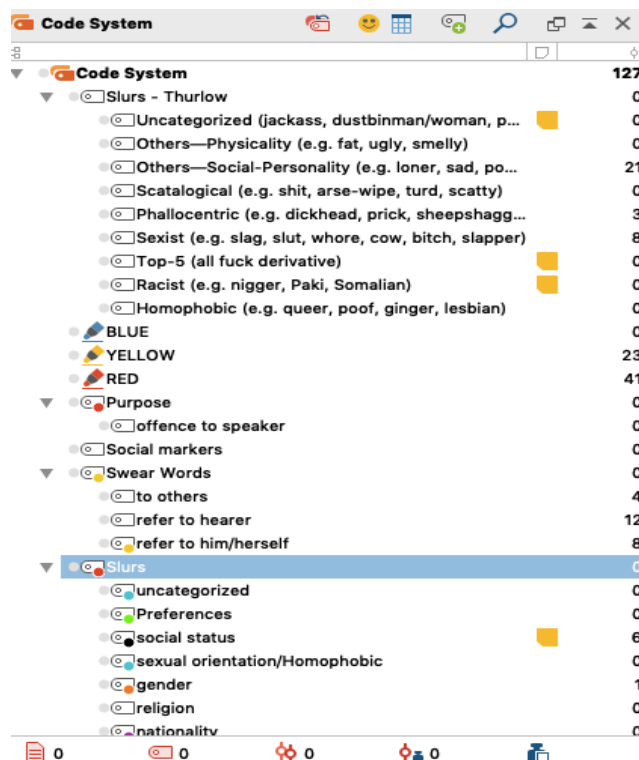 Code System
Code System 127
Slurs - Thurlow 0
Uncategorized (jackass, dustbinman/woman, p... 0
Others—Physicality (e.g. fat, ugly, smelly) 0
Others—Social-Personality (e.g. loner, sad, po... 21
Scatalogical (e.g. shit, arse-wipe, turd, scatty) 0
Phallocentric (e.g. dickhead, prick, sheepshagg... 3
Sexist (e.g. slag, slut, whore, cow, bitch, slapper) 8
Top-5 (all fuck derivative) 0
Racist (e.g. nigger, Paki, Somalian) 0
Homophobic (e.g. queer, poof, ginger, lesbian) 0
BLUE 0
YELLOW 23
RED 41
Purpose 0
offence to speaker 0
Social markers 0
Swear Words 0
to others 4
refer to hearer 12
refer to him/herself 8
Slurs 0
uncategorized 0
Preferences 0
social status 6
sexual orientation/Homophobic 0
gender 1
religion 0
nationality 0
0 0 0 0